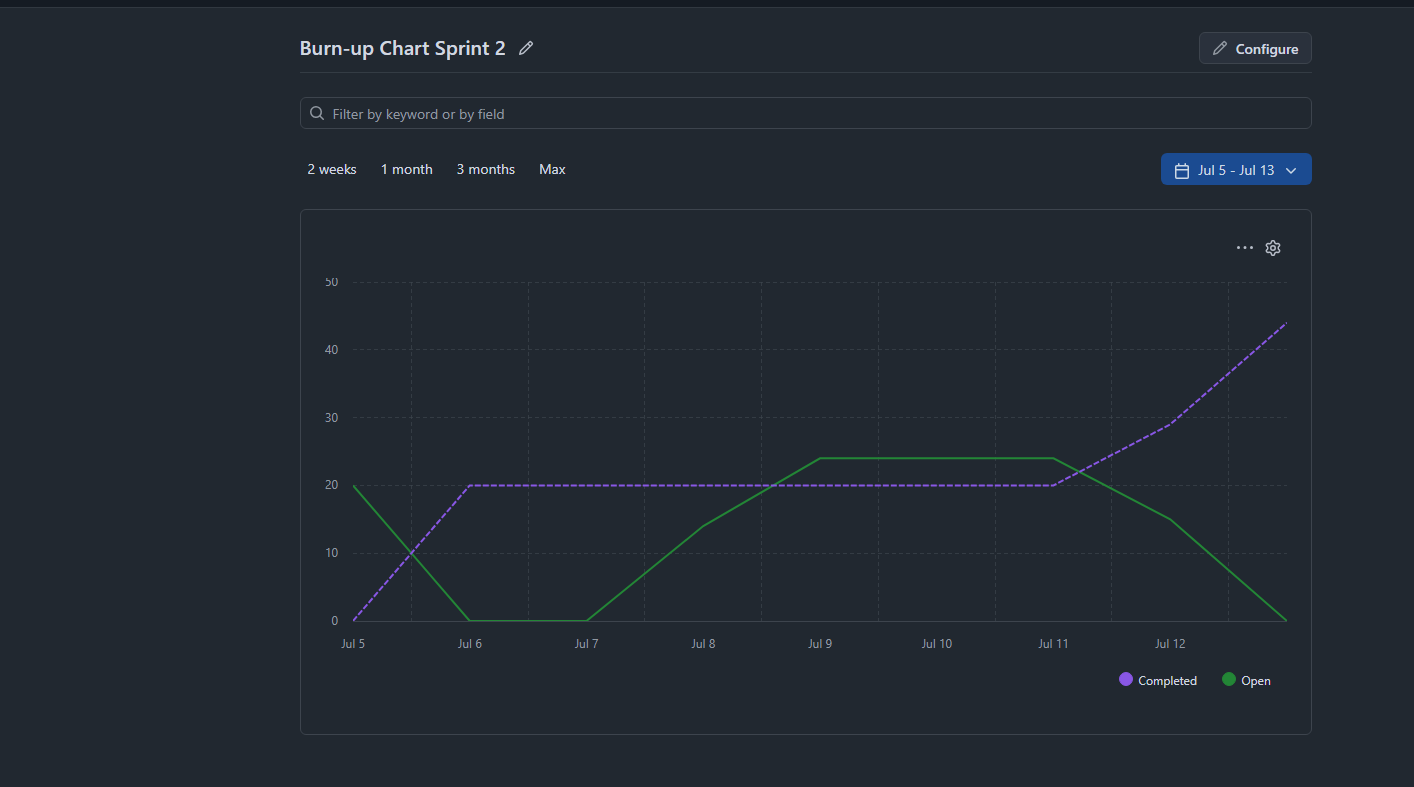 Burn-up Chart Sprint 2
Configure
Filter by keyword or by field
2 weeks 1 month 3 months Max
Jul 5 - Jul 13
50
40
30
20
10
0
Jul 5 Jul 6 Jul 7 Jul 8 Jul 9 Jul 10 Jul 11 Jul 12
Completed Open